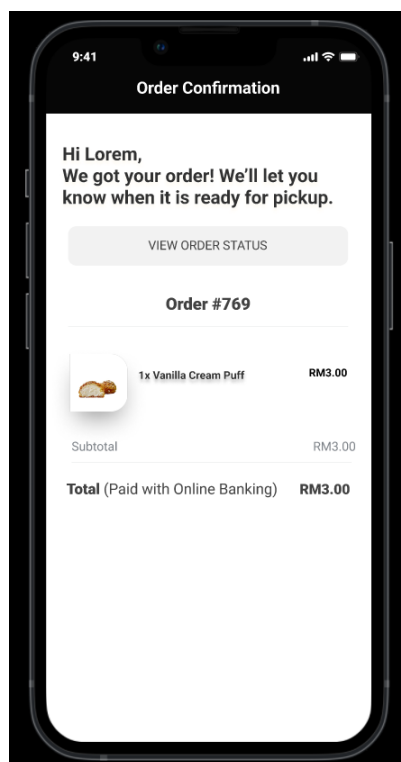 9:41
Order Confirmation
Hi Lorem,
We got your order! We’ll let you
know when it is ready for pickup.
VIEW ORDER STATUS
Order #769
1x Vanilla Cream Puff RM3.00
Subtotal RM3.00
Total (Paid with Online Banking) RM3.00